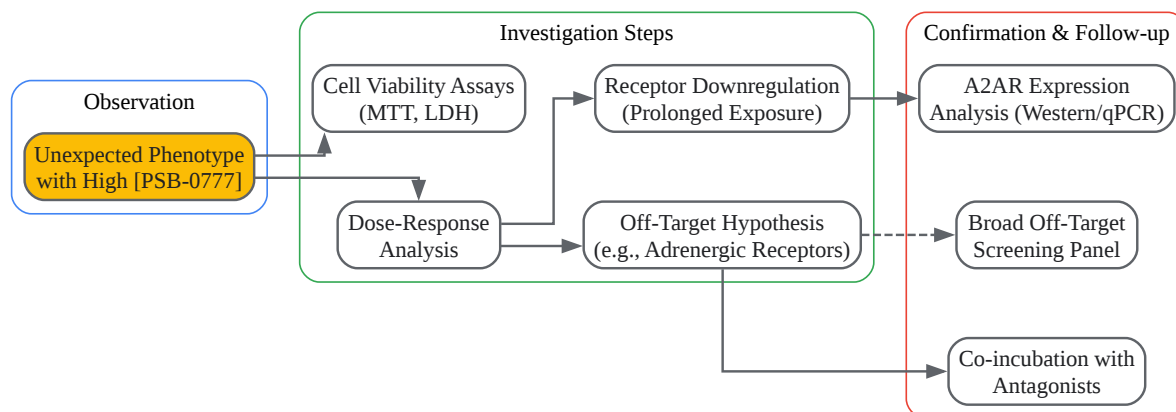 Observation
Unexpected Phenotype
with High [PSB-0777]
Investigation Steps
Cell Viability Assays
(MTT, LDH)
Receptor Downregulation
(Prolonged Exposure)
Dose-Response
Analysis
Off-Target Hypothesis
(e.g., Adrenergic Receptors)
Confirmation & Follow-up
A2AR Expression
Analysis (Western/qPCR)
Broad Off-Target
Screening Panel
Co-incubation with
Antagonists